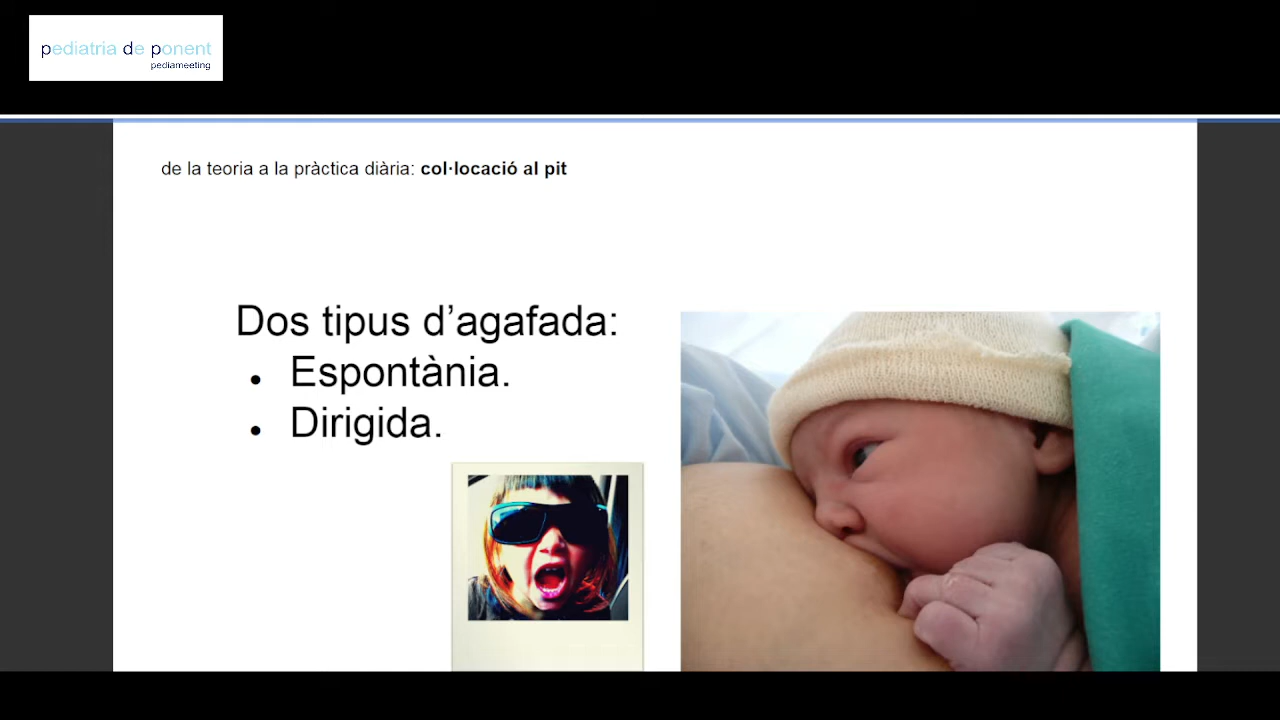 pediatria de ponent
pediameeting
de la teoria a la pràctica diària: col·locació al pit
Dos tipus d’agafada:
• Espontània.
• Dirigida.